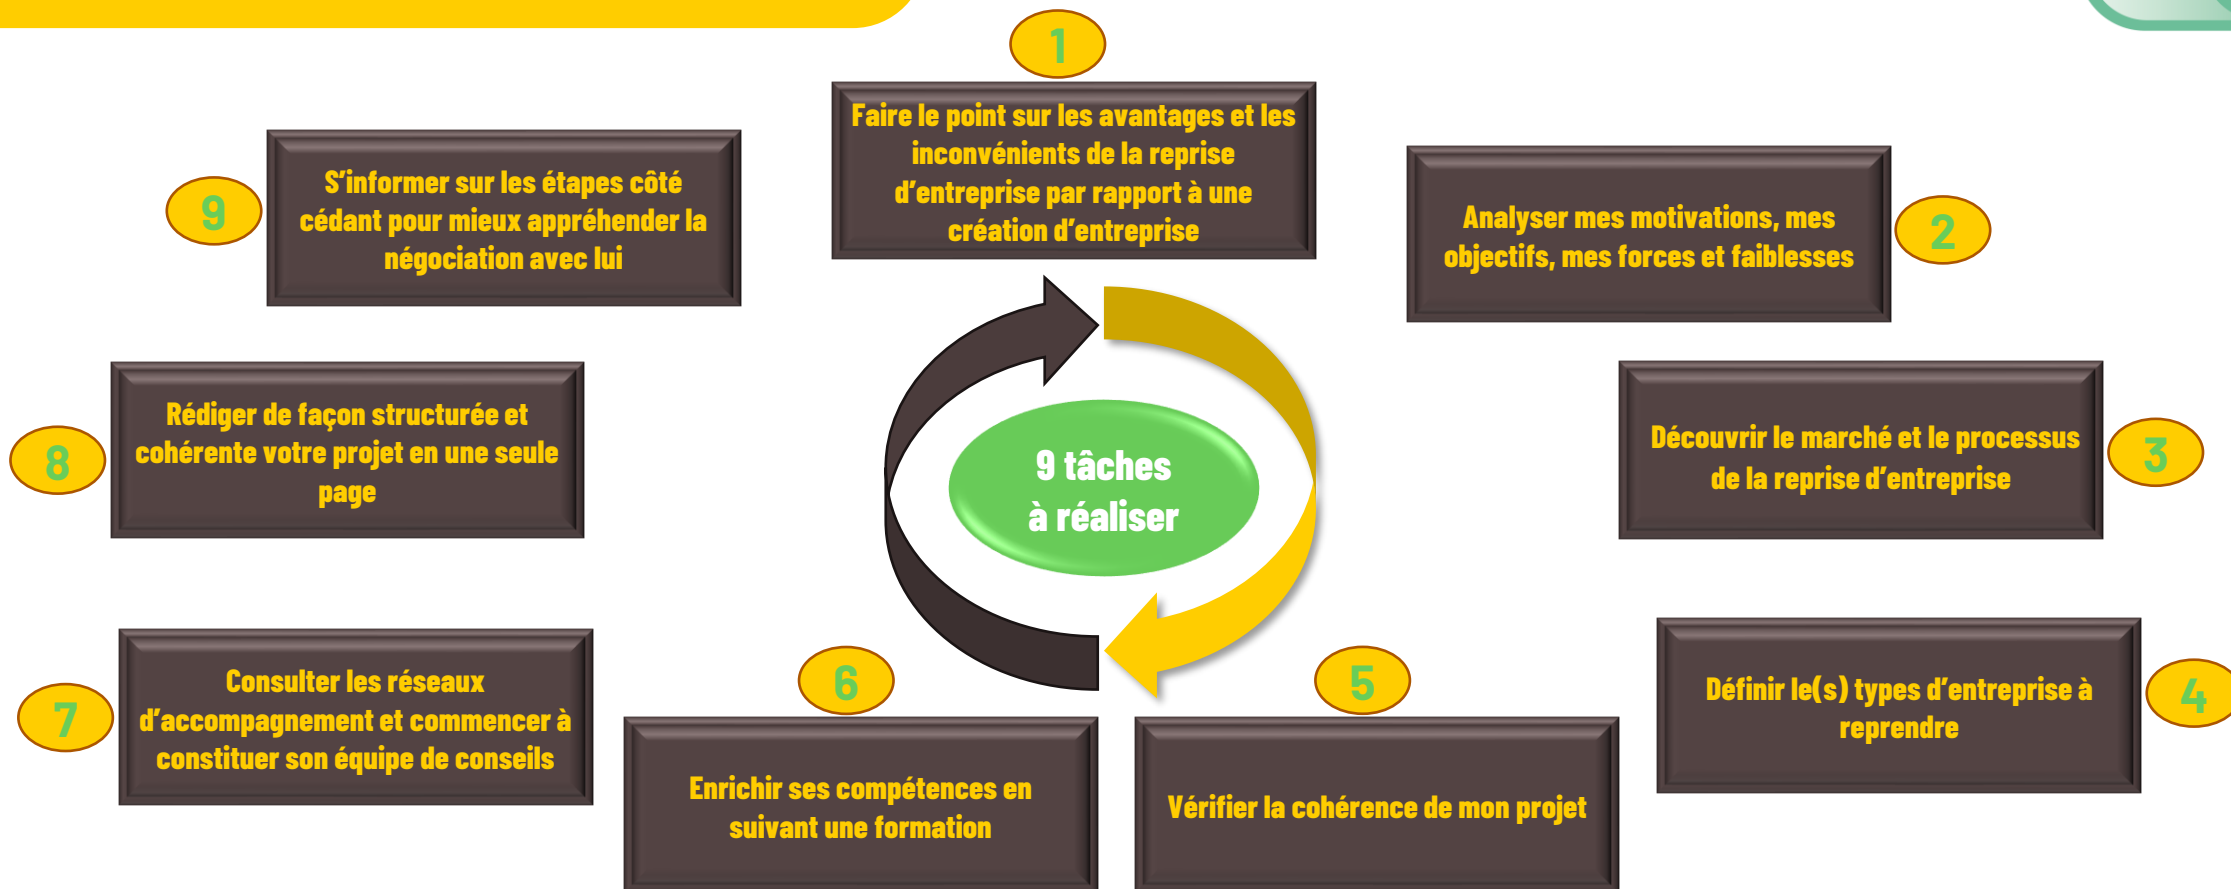 1
Faire le point sur les avantages et les
inconvénients de la reprise
d’entreprise par rapport à une
création d’entreprise
2
Analyser mes motivations, mes
objectifs, mes forces et faiblesses
3
Découvrir le marché et le processus
de la reprise d’entreprise
4
Définir le(s) types d’entreprise à
reprendre
5
Vérifier la cohérence de mon projet
6
Enrichir ses compétences en
suivant une formation
7
Consulter les réseaux
d’accompagnement et commencer à
constituer son équipe de conseils
8
Rédiger de façon structurée et
cohérente votre projet en une seule
page
9
S’informer sur les étapes côté
cédant pour mieux appréhender la
négociation avec lui
9 tâches
à réaliser